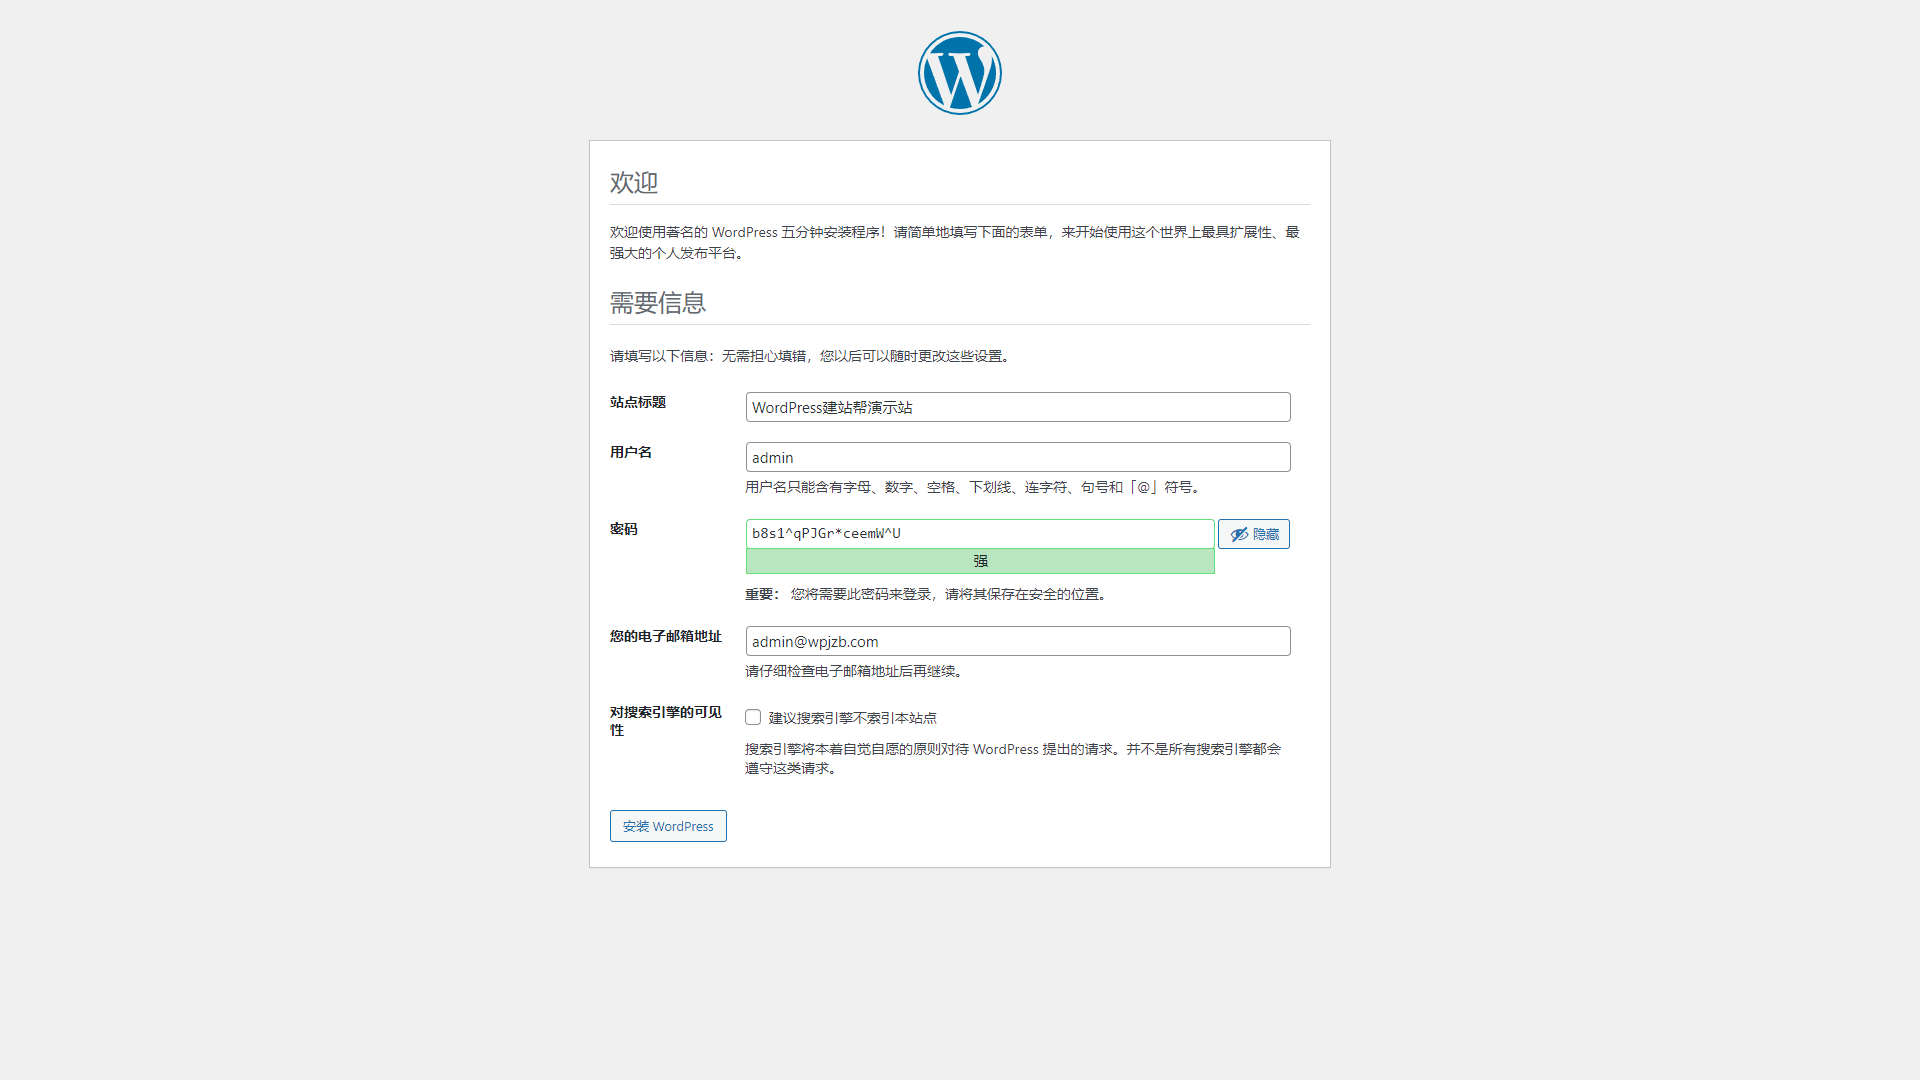 欢迎
欢迎使用著名的 WordPress 五分钟安装程序！请简单地填写下面的表单，来开始使用这个世界上最具扩展性、最
强大的个人发布平台。
需要信息
请填写以下信息：无需担心填错，您以后可以随时更改这些设置。
站点标题
WordPress建站帮演示站
用户名
admin
用户名只能含有字母、数字、空格、下划线、连字符、句号和「@」符号。
密码
b8s1^qPJGr*ceemW^U
隐藏
强
重要： 您将需要此密码来登录，请将其保存在安全的位置。
您的电子邮箱地址
admin@wpjzb.com
请仔细检查电子邮箱地址后再继续。
对搜索引擎的可见
性
建议搜索引擎不索引本站点
搜索引擎将本着自觉自愿的原则对待 WordPress 提出的请求。并不是所有搜索引擎都会
遵守这类请求。
安装 WordPress